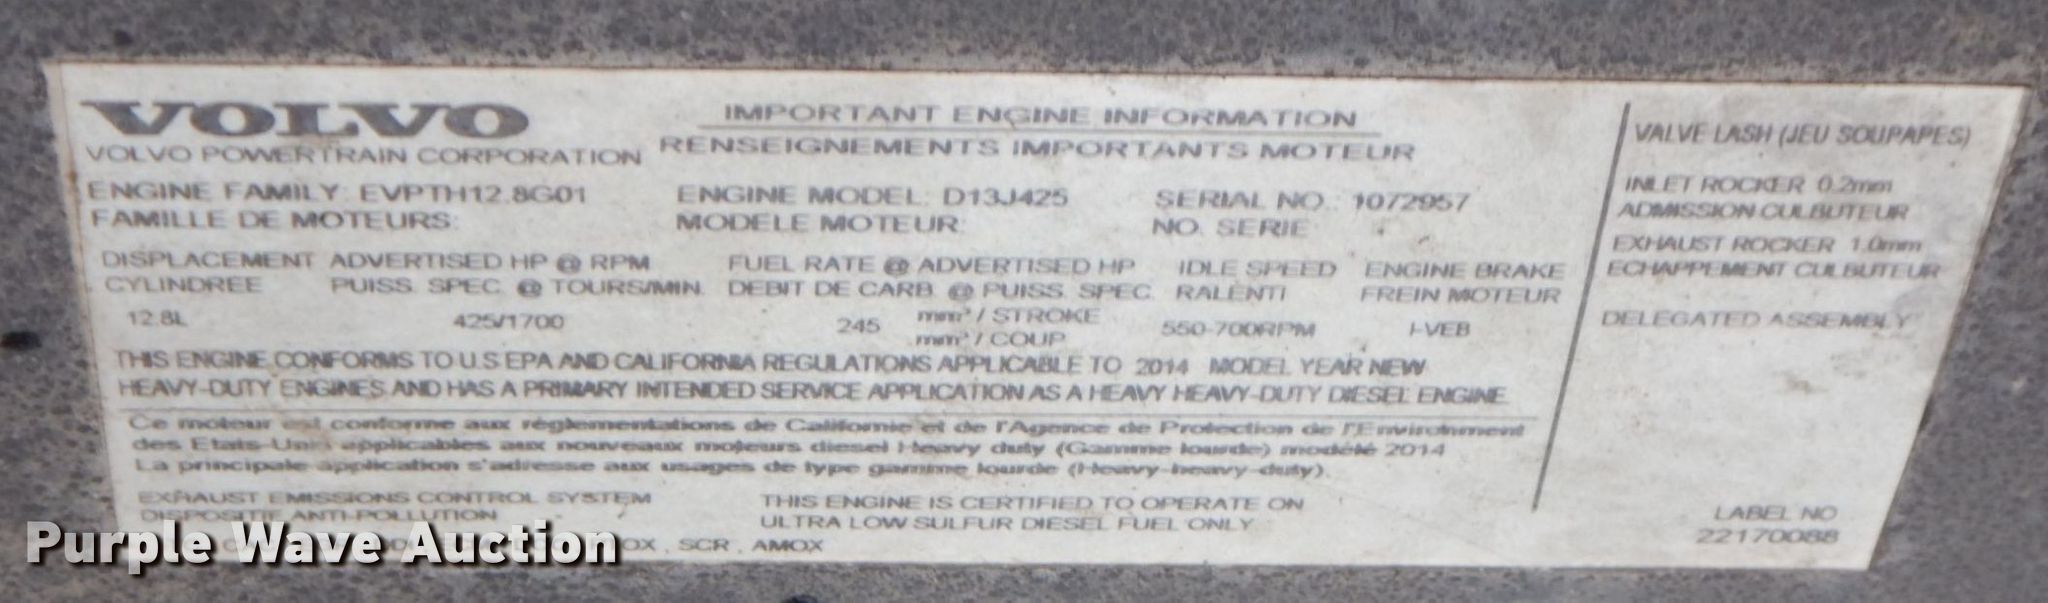 VOLVO
VOLVO POWERTRAIN CORPORATION
IMPORTANT ENGINE INFORMATION
RENSEIGNEMENTS IMPORTANTS MOTEUR
ENGINE FAMILY: EVPTH12.8G01 ENGINE MODEL: D13J425 SERIAL NO.: 1072957
FAMILLE DE MOTEURS: MODELE MOTEUR: NO. SERIE
DISPLACEMENT ADVERTISED HP @ RPM FUEL RATE @ ADVERTISED HP IDLE SPEED ENGINE BRAKE
CYLINDREE PUISS. SPEC. @ TOURS/MIN. DEBIT DE CARB. @ PUISS. SPEC. RALENTI FREIN MOTEUR
12.8L 425/1700 245 mm³ / STROKE 550-700RPM I-VEB
mm³ / COUP
THIS ENGINE CONFORMS TO U.S EPA AND CALIFORNIA REGULATIONS APPLICABLE TO 2014 MODEL YEAR NEW
HEAVY-DUTY ENGINES AND HAS A PRIMARY INTENDED SERVICE APPLICATION AS A HEAVY HEAVY-DUTY DIESEL ENGINE
Ce moteur est conforme aux réglementations de Californie et de l'Agence de Protection de l'Environment
des Etats-Unis applicables aux nouveaux moteurs diesel Heavy duty (Gamme lourde) modélé 2014
La principale application s'adresse aux usages de type gamme lourde (Heavy-heavy-duty).
EXHAUST EMISSIONS CONTROL SYSTEM
DISPOSITIF ANTI-POLLUTION
SCR, AMOX
THIS ENGINE IS CERTIFIED TO OPERATE ON
ULTRA LOW SULFUR DIESEL FUEL ONLY
VALVE LASH (JEU SOUPAPES)
INLET ROCKER 0.2mm
ADMISSION CULBUTEUR
EXHAUST ROCKER 1.0mm
ECHAPPEMENT CULBUTEUR
DELEGATED ASSEMBLY
LABEL NO
22170088
Purple Wave Auction